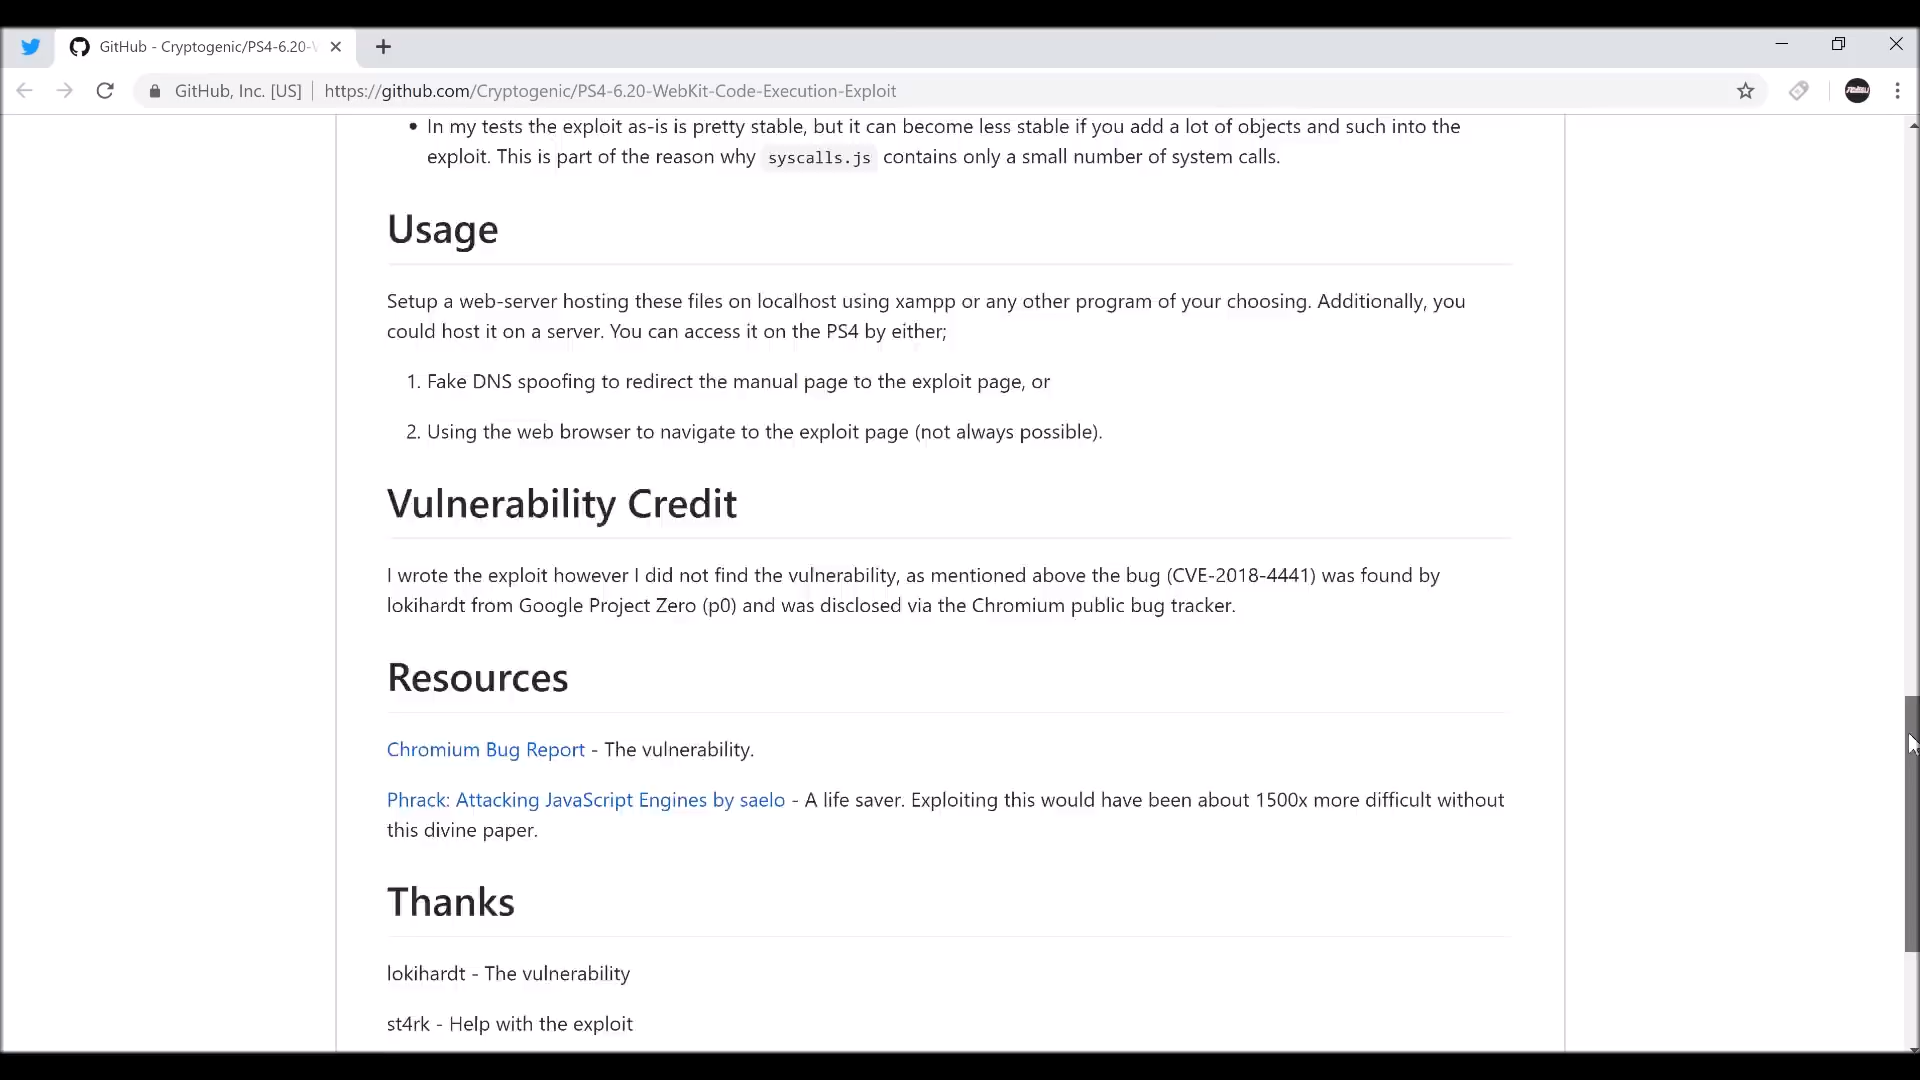 GitHub - Cryptogenic/PS4-6.20-W
GitHub, Inc. [US] https://github.com/Cryptogenic/PS4-6.20-WebKit-Code-Execution-Exploit
• In my tests the exploit as-is is pretty stable, but it can become less stable if you add a lot of objects and such into the
exploit. This is part of the reason why syscalls.js contains only a small number of system calls.
Usage
Setup a web-server hosting these files on localhost using xampp or any other program of your choosing. Additionally, you
could host it on a server. You can access it on the PS4 by either;
1. Fake DNS spoofing to redirect the manual page to the exploit page, or
2. Using the web browser to navigate to the exploit page (not always possible).
Vulnerability Credit
I wrote the exploit however I did not find the vulnerability, as mentioned above the bug (CVE-2018-4441) was found by
lokihardt from Google Project Zero (p0) and was disclosed via the Chromium public bug tracker.
Resources
Chromium Bug Report - The vulnerability.
Phrack: Attacking JavaScript Engines by saelo - A life saver. Exploiting this would have been about 1500x more difficult without
this divine paper.
Thanks
lokihardt - The vulnerability
st4rk - Help with the exploit